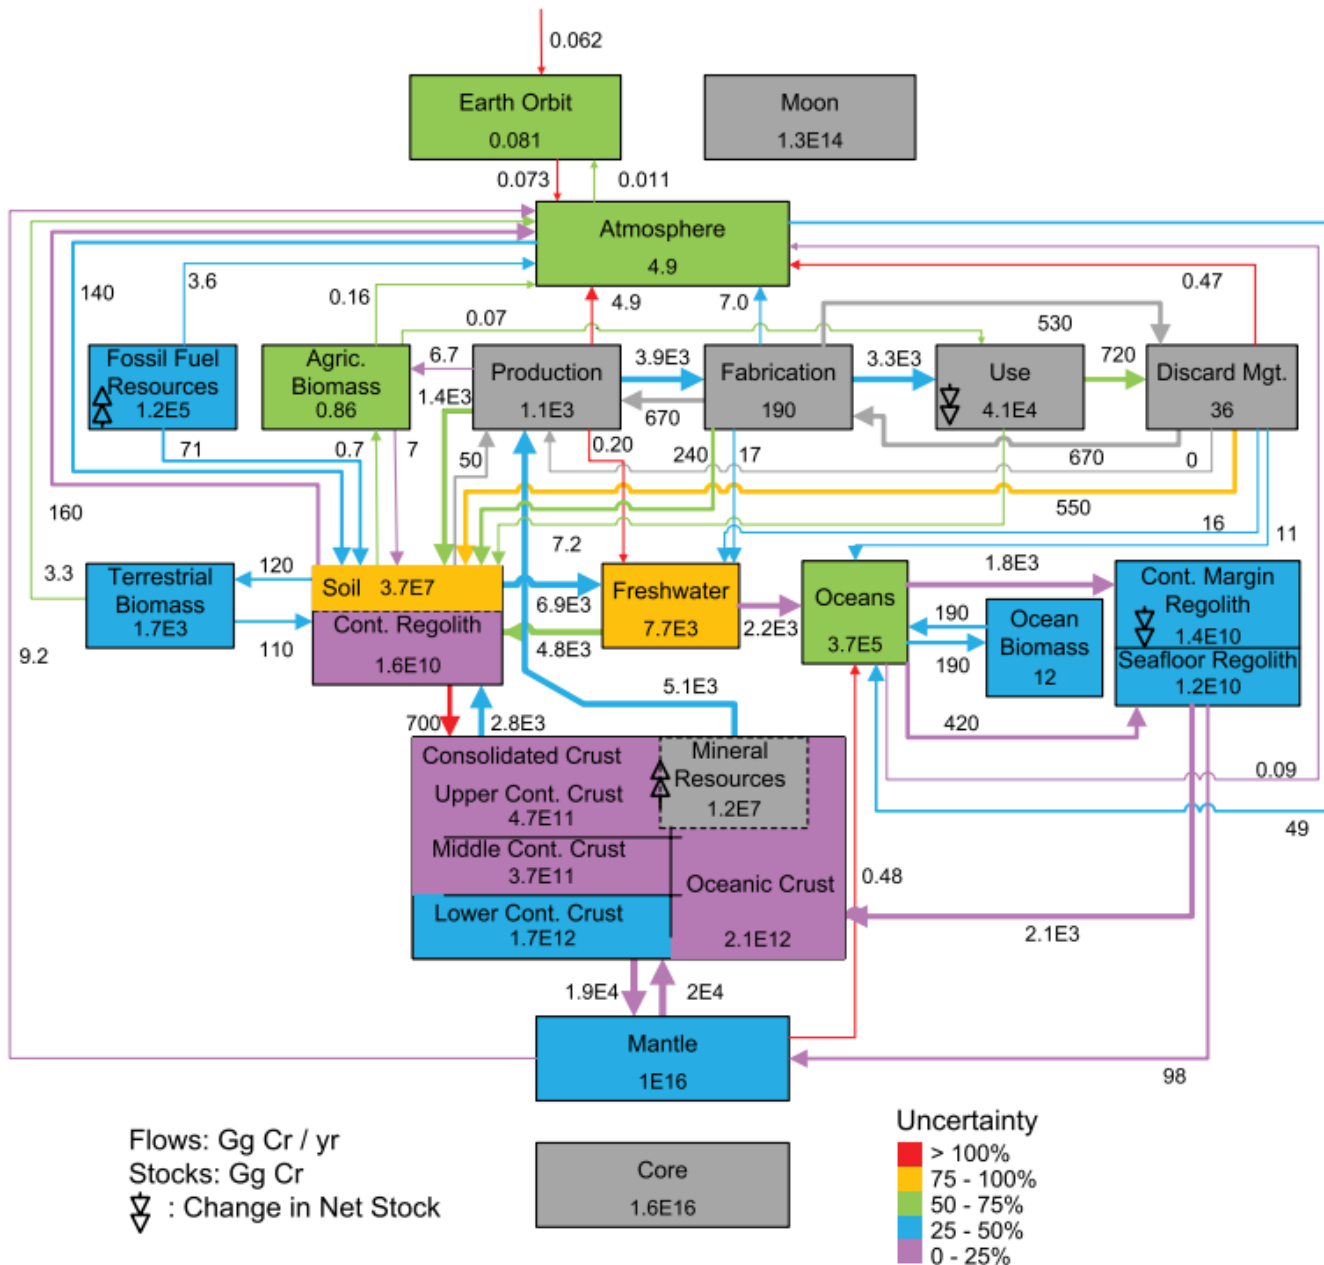 0.062
Earth Orbit
0.081
Moon
1.3E14
0.073
0.011
Atmosphere
4.9
140
3.6
0.16
0.07
4.9
7.0
530
0.47
Fossil Fuel
Resources
1.2E5
Agric.
Biomass
0.86
6.7
1.4E3
Production
1.1E3
3.9E3
670
Fabrication
190
3.3E3
Use
4.1E4
720
Discard Mgt.
36
71
0.7
7
50
0.20
240
17
670
0
160
7.2
550
16
11
3.3
Terrestrial
Biomass
1.7E3
120
110
Soil 3.7E7
Cont. Regolith
1.6E10
6.9E3
4.8E3
Freshwater
7.7E3
2.2E3
Oceans
3.7E5
1.8E3
190
190
Ocean
Biomass
12
Cont. Margin
Regolith
1.4E10
Seafloor Regolith
1.2E10
9.2
700
2.8E3
5.1E3
420
0.09
49
Consolidated Crust
Upper Cont. Crust
4.7E11
Middle Cont. Crust
3.7E11
Lower Cont. Crust
1.7E12
Mineral
Resources
1.2E7
Oceanic Crust
2.1E12
0.48
2.1E3
1.9E4
2E4
Mantle
1E16
98
Core
1.6E16
Flows: Gg Cr / yr
Stocks: Gg Cr
: Change in Net Stock
Uncertainty
> 100%
75 - 100%
50 - 75%
25 - 50%
0 - 25%